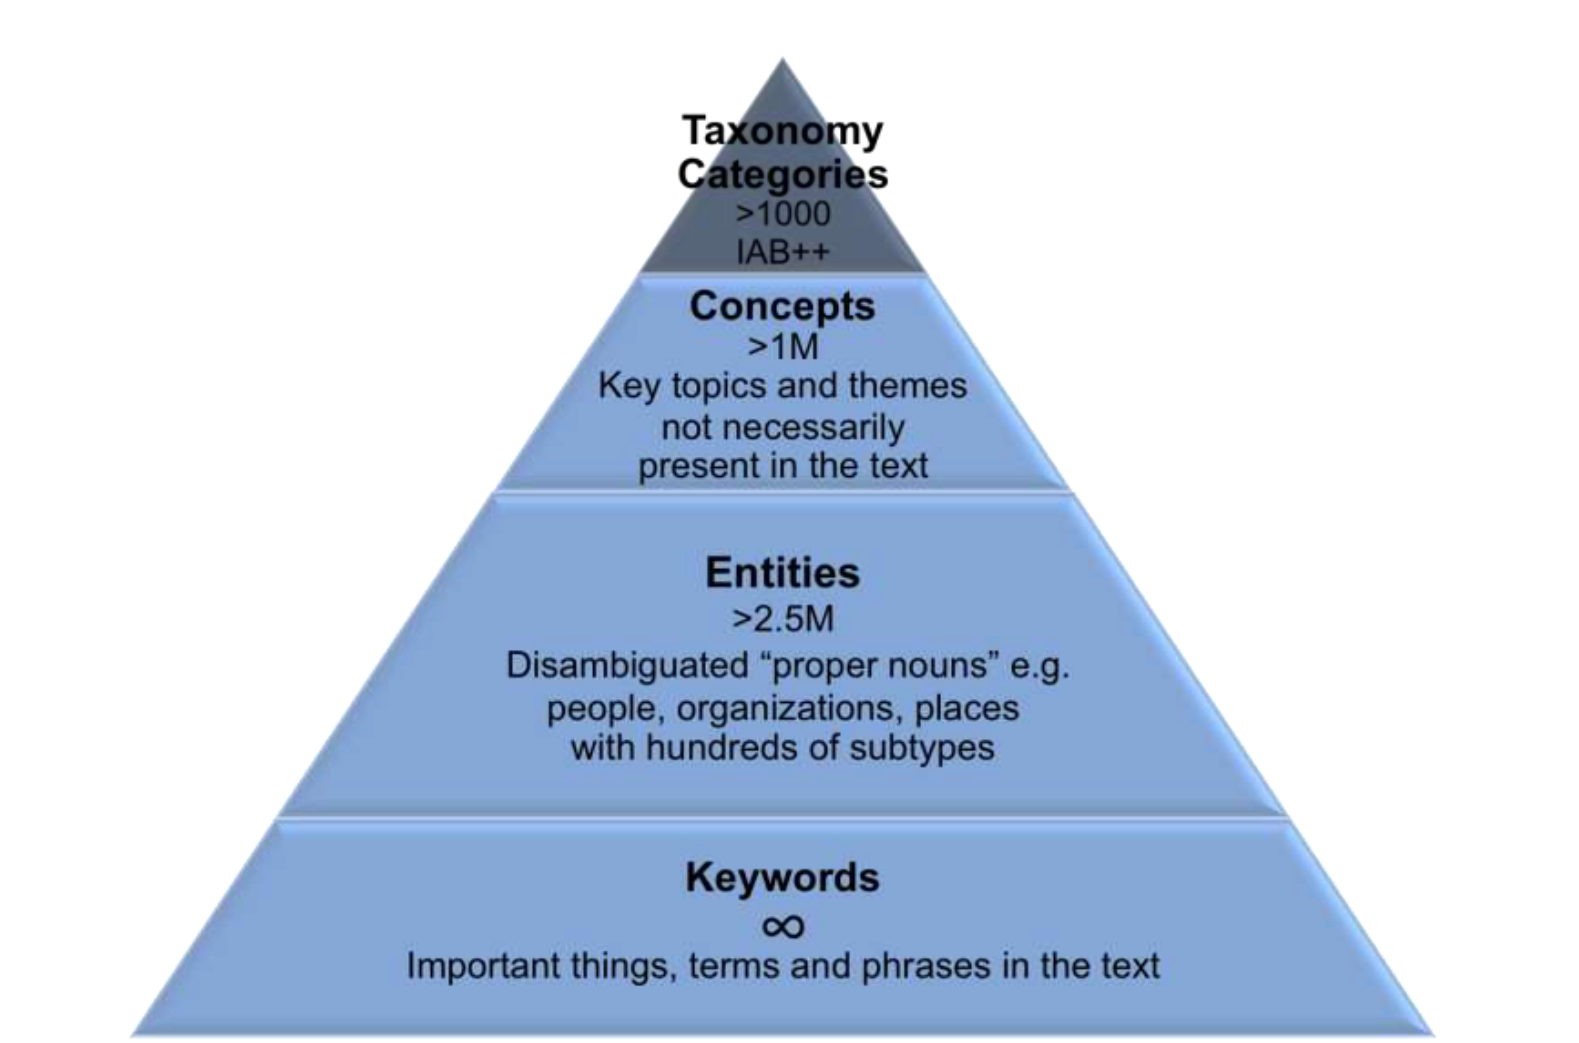 Taxonomy
Categories
>1000
IAB++
Concepts
>1M
Key topics and themes
not necessarily
present in the text
Entities
>2.5M
Disambiguated “proper nouns” e.g.
people, organizations, places
with hundreds of subtypes
Keywords
∞
Important things, terms and phrases in the text